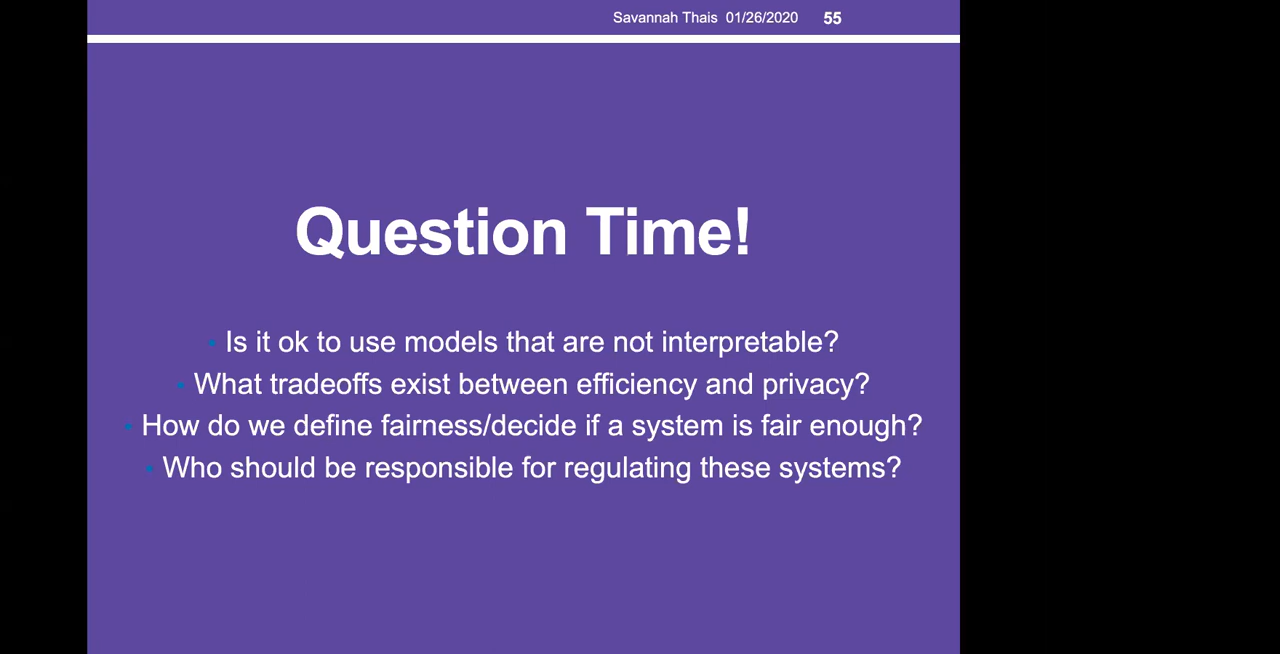 Savannah Thais 01/26/2020 55
Question Time!
• Is it ok to use models that are not interpretable?
• What tradeoffs exist between efficiency and privacy?
• How do we define fairness/decide if a system is fair enough?
• Who should be responsible for regulating these systems?